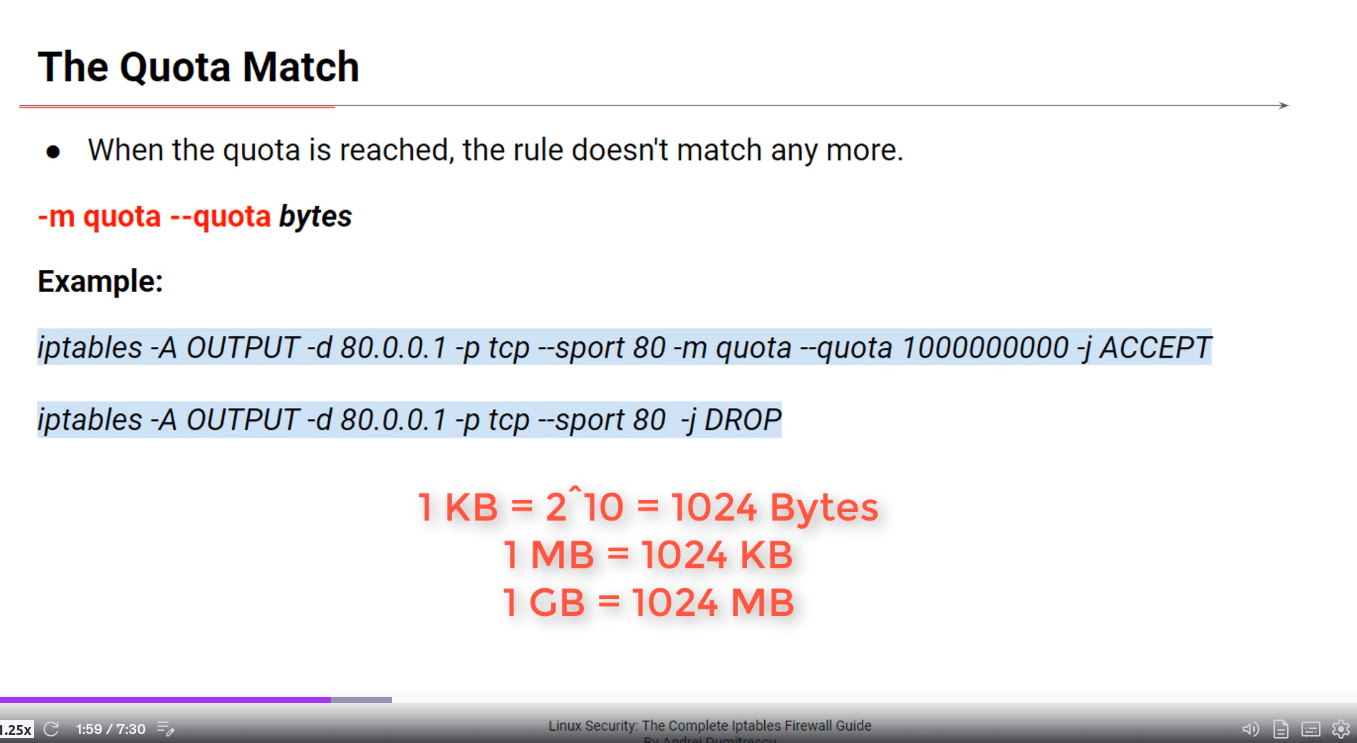 The Quota Match
● When the quota is reached, the rule doesn't match any more.
-m quota --quota bytes
Example:
iptables -A OUTPUT -d 80.0.0.1 -p tcp --sport 80 -m quota --quota 1000000000 -j ACCEPT
iptables -A OUTPUT -d 80.0.0.1 -p tcp --sport 80 -j DROP
1 KB = 2^10 = 1024 Bytes
1 MB = 1024 KB
1 GB = 1024 MB
1.25x 1:59 / 7:30
Linux Security: The Complete Iptables Firewall Guide
By Andrei Dumitrescu